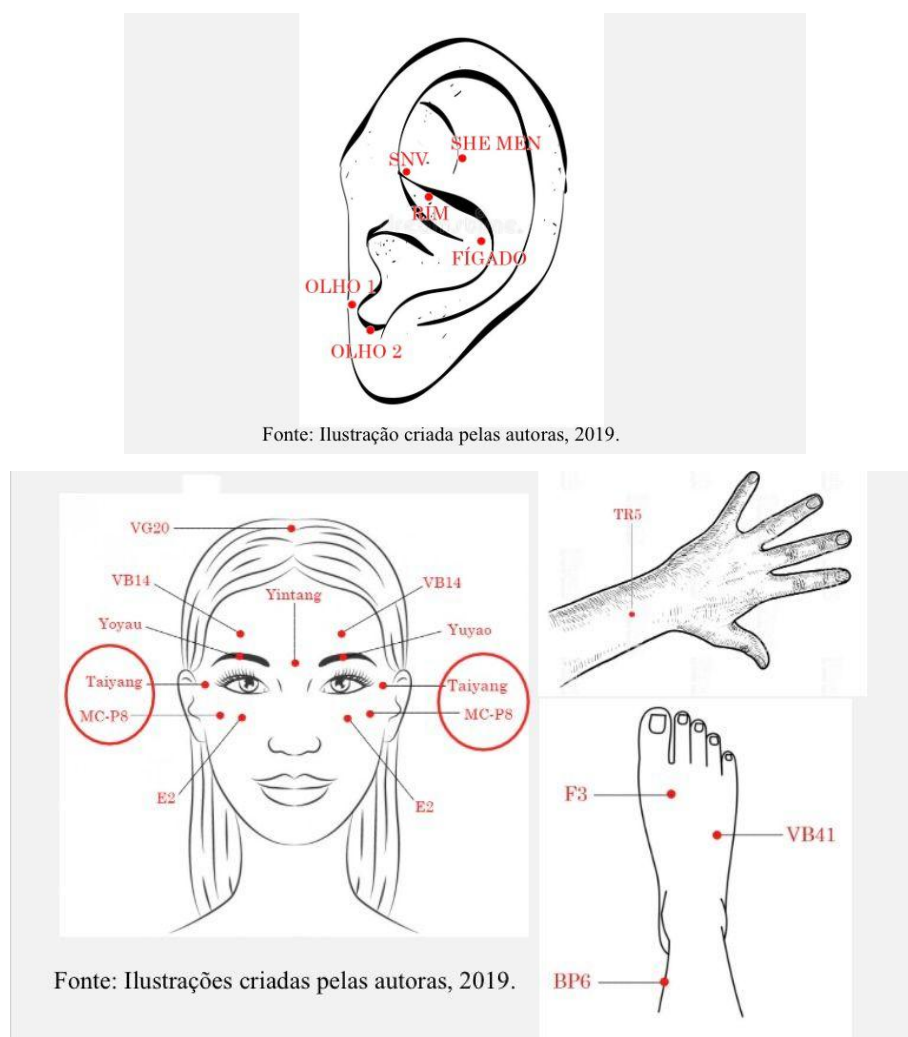 SHE MEN
SNV.
RIM
FÍGADO
OLHO 1
OLHO 2
Fonte: Ilustração criada pelas autoras, 2019.
VG20
VB14
VB14
Yintang
Yoyau
Yuyao
Taiyang
Taiyang
MC-P8
MC-P8
E2
E2
Fonte: Ilustrações criadas pelas autoras, 2019.
TR5
F3
VB41
BP6